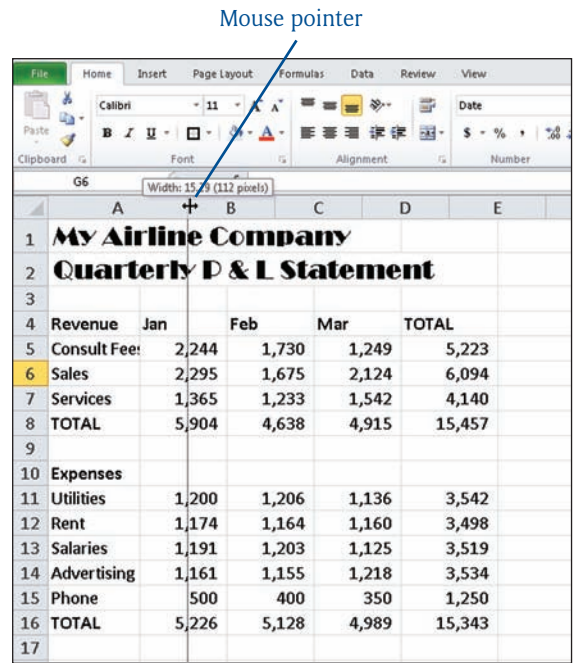 Mouse pointer
File Home Insert Page Layout Formulas Data Review View
Calibri 11 A A Date
Paste B I U A $ % , .00
Clipboard Font Alignment Number
G6
Width: 15.29 (112 pixels)
A B C D E
1 My Airline Company
2 Quarterly P & L Statement
3
4 Revenue Jan Feb Mar TOTAL
5 Consult Fees 2,244 1,730 1,249 5,223
6 Sales 2,295 1,675 2,124 6,094
7 Services 1,365 1,233 1,542 4,140
8 TOTAL 5,904 4,638 4,915 15,457
9
10 Expenses
11 Utilities 1,200 1,206 1,136 3,542
12 Rent 1,174 1,164 1,160 3,498
13 Salaries 1,191 1,203 1,125 3,519
14 Advertising 1,161 1,155 1,218 3,534
15 Phone 500 400 350 1,250
16 TOTAL 5,226 5,128 4,989 15,343
17